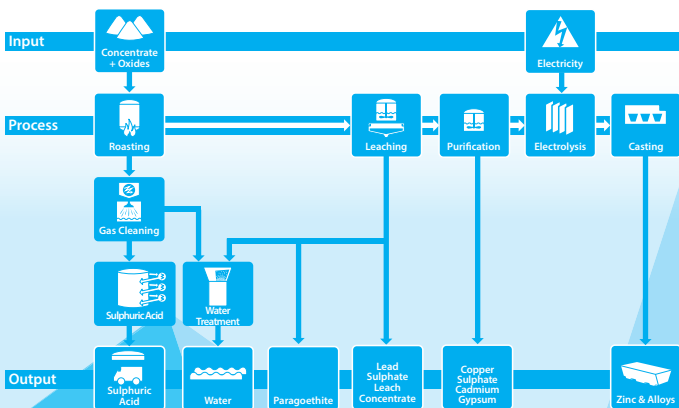 Input
Concentrate
+ Oxides
Electricity
Process
Roasting
Leaching
Purification
Electrolysis
Casting
Gas Cleaning
Sulphuric Acid
Water
Treatment
Output
Sulphuric
Acid
Water
Paragoethite
Lead
Sulphate
Leach
Concentrate
Copper
Sulphate
Cadmium
Gypsum
Zinc & Alloys